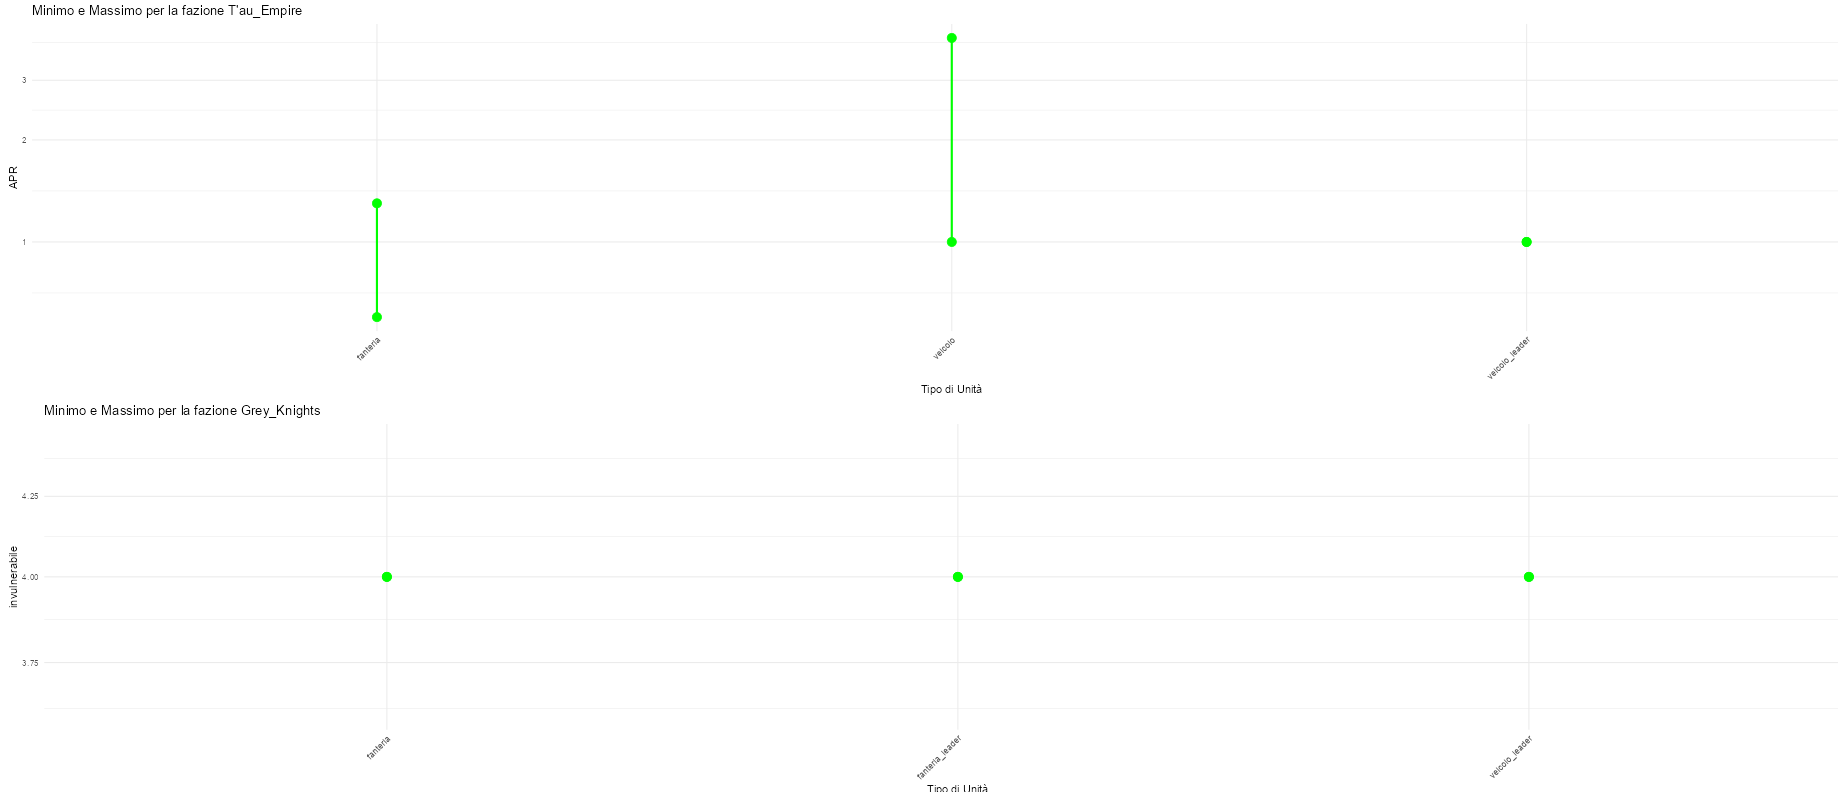 Minimo e Massimo per la fazione T'au_Empire
3
2
APR
1
fanteria
veicolo
veicolo_leader
Tipo di Unità
Minimo e Massimo per la fazione Grey_Knights
4.25
invulnerabile
4.00
3.75
fanteria
fanteria_leader
veicolo_leader
Tipo di Unità